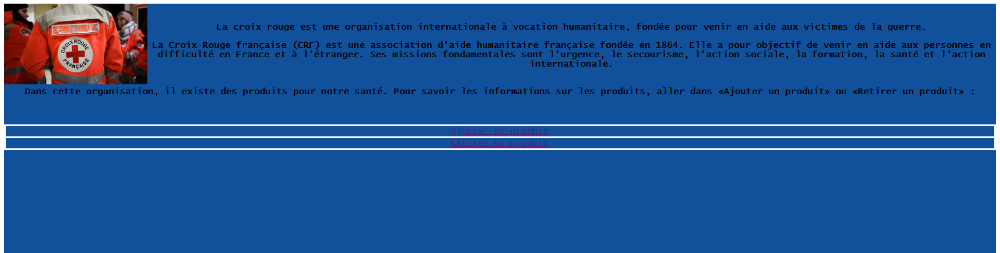 SAMU SOCIAL
CROIX-ROUGE
FRANÇAISE
La croix rouge est une organisation internationale à vocation humanitaire, fondée pour venir en aide aux victimes de la guerre.
La Croix-Rouge française (CRF) est une association d'aide humanitaire française fondée en 1864. Elle a pour objectif de venir en aide aux personnes en
difficulté en France et à l'étranger. Ses missions fondamentales sont l'urgence, le secourisme, l'action sociale, la formation, la santé et l'action
internationale.
Dans cette organisation, il existe des produits pour notre santé. Pour savoir les informations sur les produits, aller dans «Ajouter un produit» ou «Retirer un produit» :
Ajouter un produit
Retirer un produit